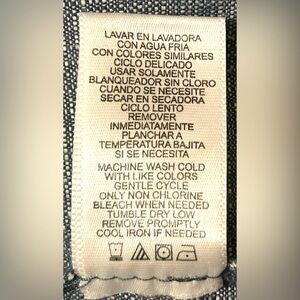 LAVAR EN LAVADORA
CON AGUA FRIA
CON COLORES SIMILARES
CICLO DELICADO
USAR SOLAMENTE
BLANQUEADOR SIN CLORO
CUANDO SE NECESITE
SECAR EN SECADORA
CICLO LENTO
REMOVER
INMEDIATAMENTE
PLANCHAR A
TEMPERATURA BAJITA
SI SE NECESITA
MACHINE WASH COLD
WITH LIKE COLORS
GENTLE CYCLE
ONLY NON CHLORINE
BLEACH WHEN NEEDED
TUMBLE DRY LOW
REMOVE PROMPTLY
COOL IRON IF NEEDED